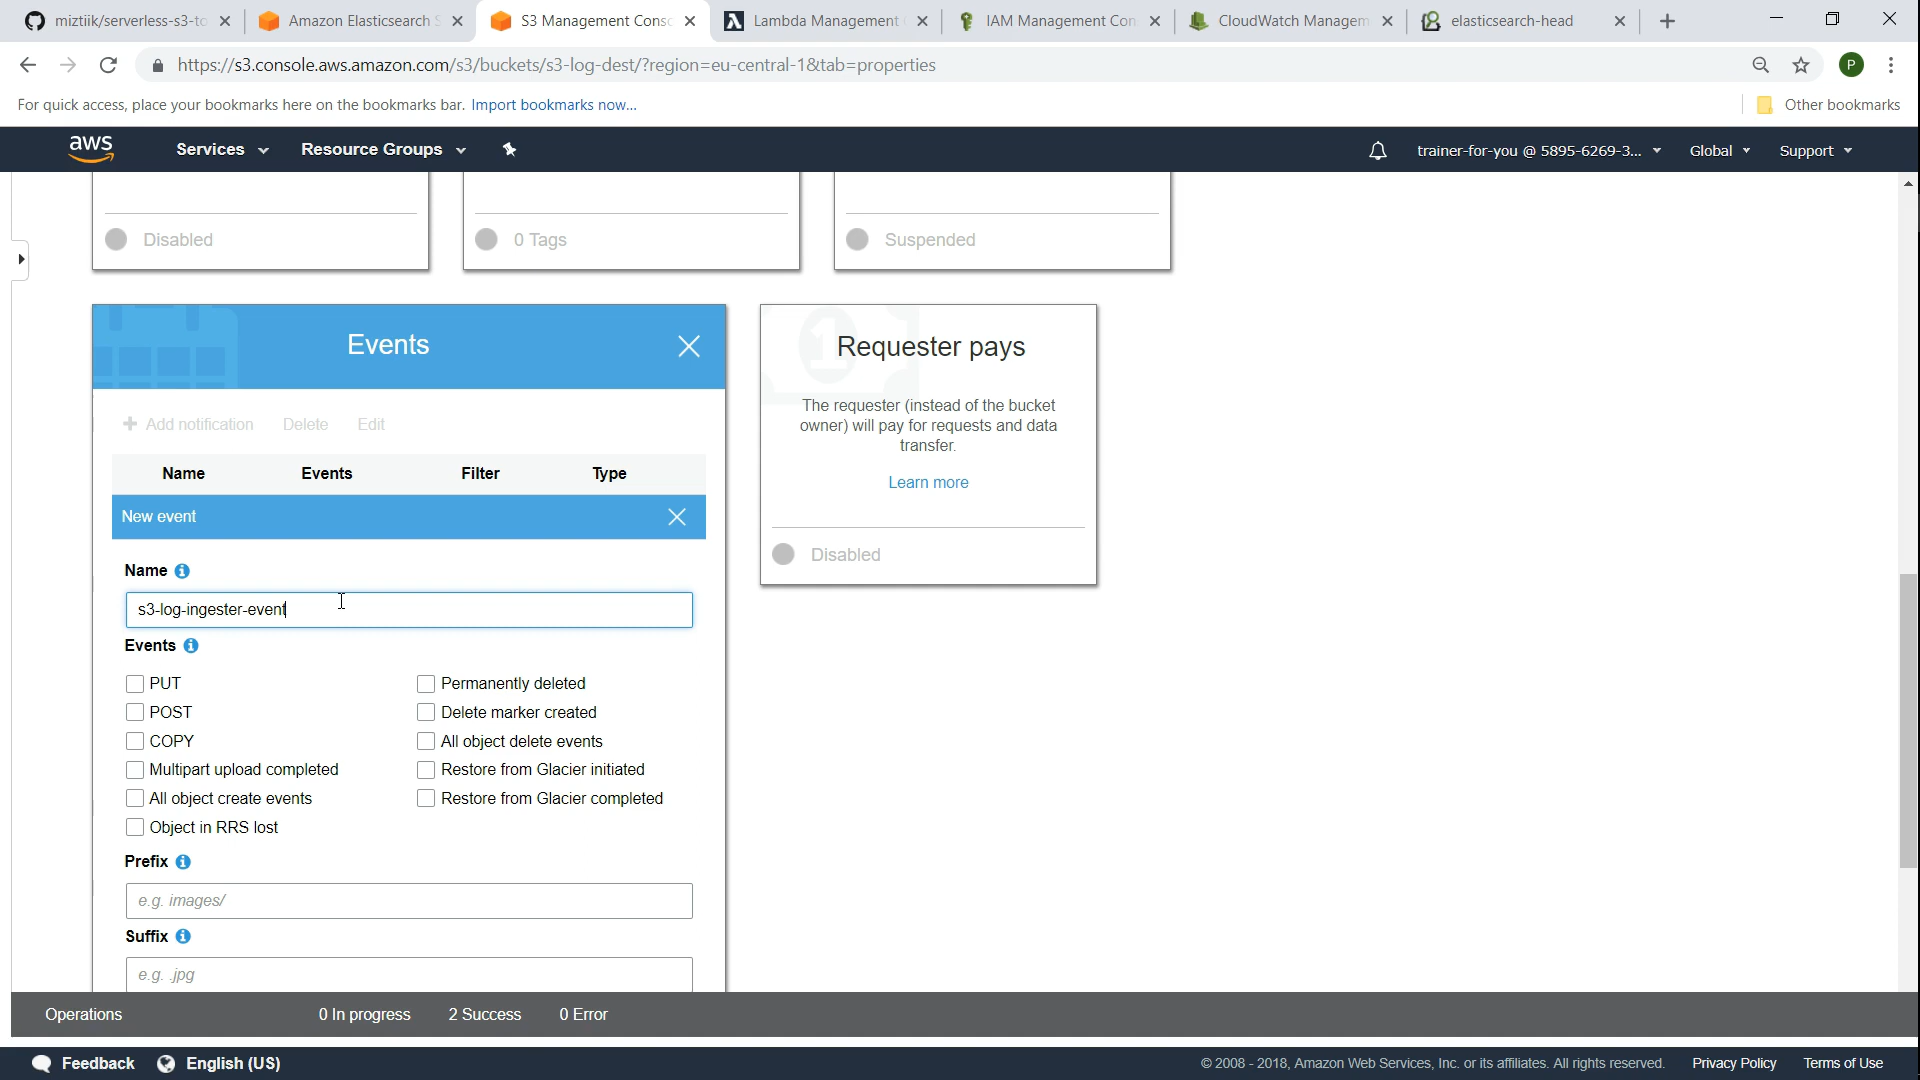 miztiik/serverless-s3-to
Amazon Elasticsearch S
S3 Management Conso
Lambda Management
IAM Management Con
CloudWatch Managem
elasticsearch-head
https://s3.console.aws.amazon.com/s3/buckets/s3-log-dest/?region=eu-central-1&tab=properties
P
For quick access, place your bookmarks here on the bookmarks bar. Import bookmarks now...
Other bookmarks
aws
Services
Resource Groups
trainer-for-you @ 5895-6269-3...
Global
Support
Disabled
0 Tags
Suspended
Events
Requester pays
The requester (instead of the bucket
owner) will pay for requests and data
transfer.
Learn more
Disabled
Add notification Delete Edit
Name Events Filter Type
New event
Name
s3-log-ingester-event
Events
PUT
Permanently deleted
POST
Delete marker created
COPY
All object delete events
Multipart upload completed
Restore from Glacier initiated
All object create events
Restore from Glacier completed
Object in RRS lost
Prefix
e.g. images/
Suffix
e.g. .jpg
Operations
0 In progress
2 Success
0 Error
Feedback
English (US)
© 2008 - 2018, Amazon Web Services, Inc. or its affiliates. All rights reserved.
Privacy Policy
Terms of Use